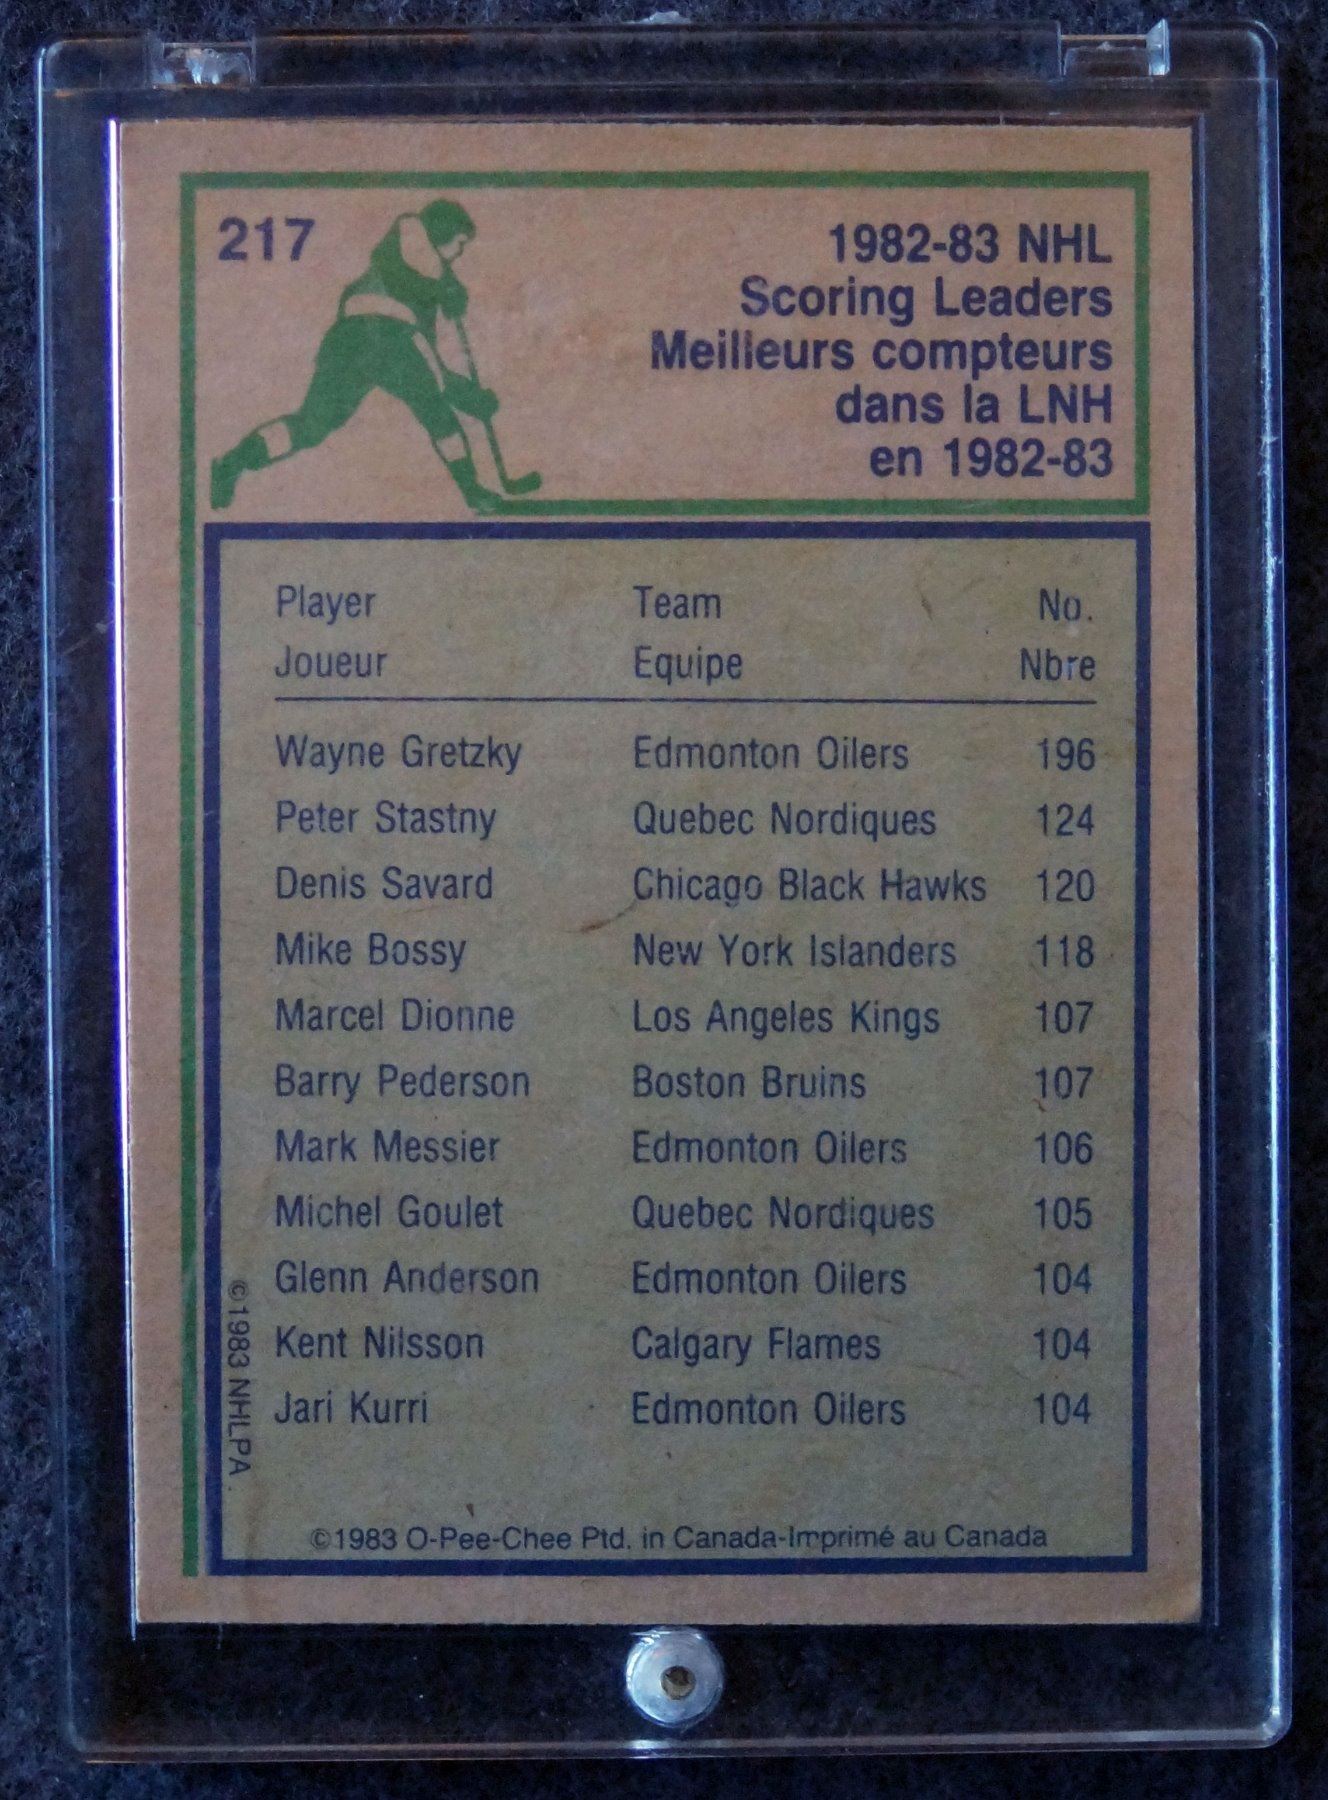 217
1982-83 NHL
Scoring Leaders
Meilleurs compteurs
dans la LNH
en 1982-83
Player Team No.
Joueur Equipe Nbre
Wayne Gretzky Edmonton Oilers 196
Peter Stastny Quebec Nordiques 124
Denis Savard Chicago Black Hawks 120
Mike Bossy New York Islanders 118
Marcel Dionne Los Angeles Kings 107
Barry Pederson Boston Bruins 107
Mark Messier Edmonton Oilers 106
Michel Goulet Quebec Nordiques 105
Glenn Anderson Edmonton Oilers 104
Kent Nilsson Calgary Flames 104
Jari Kurri Edmonton Oilers 104
©1983 NHLPA
©1983 O-Pee-Chee Ptd. in Canada-Imprimé au Canada